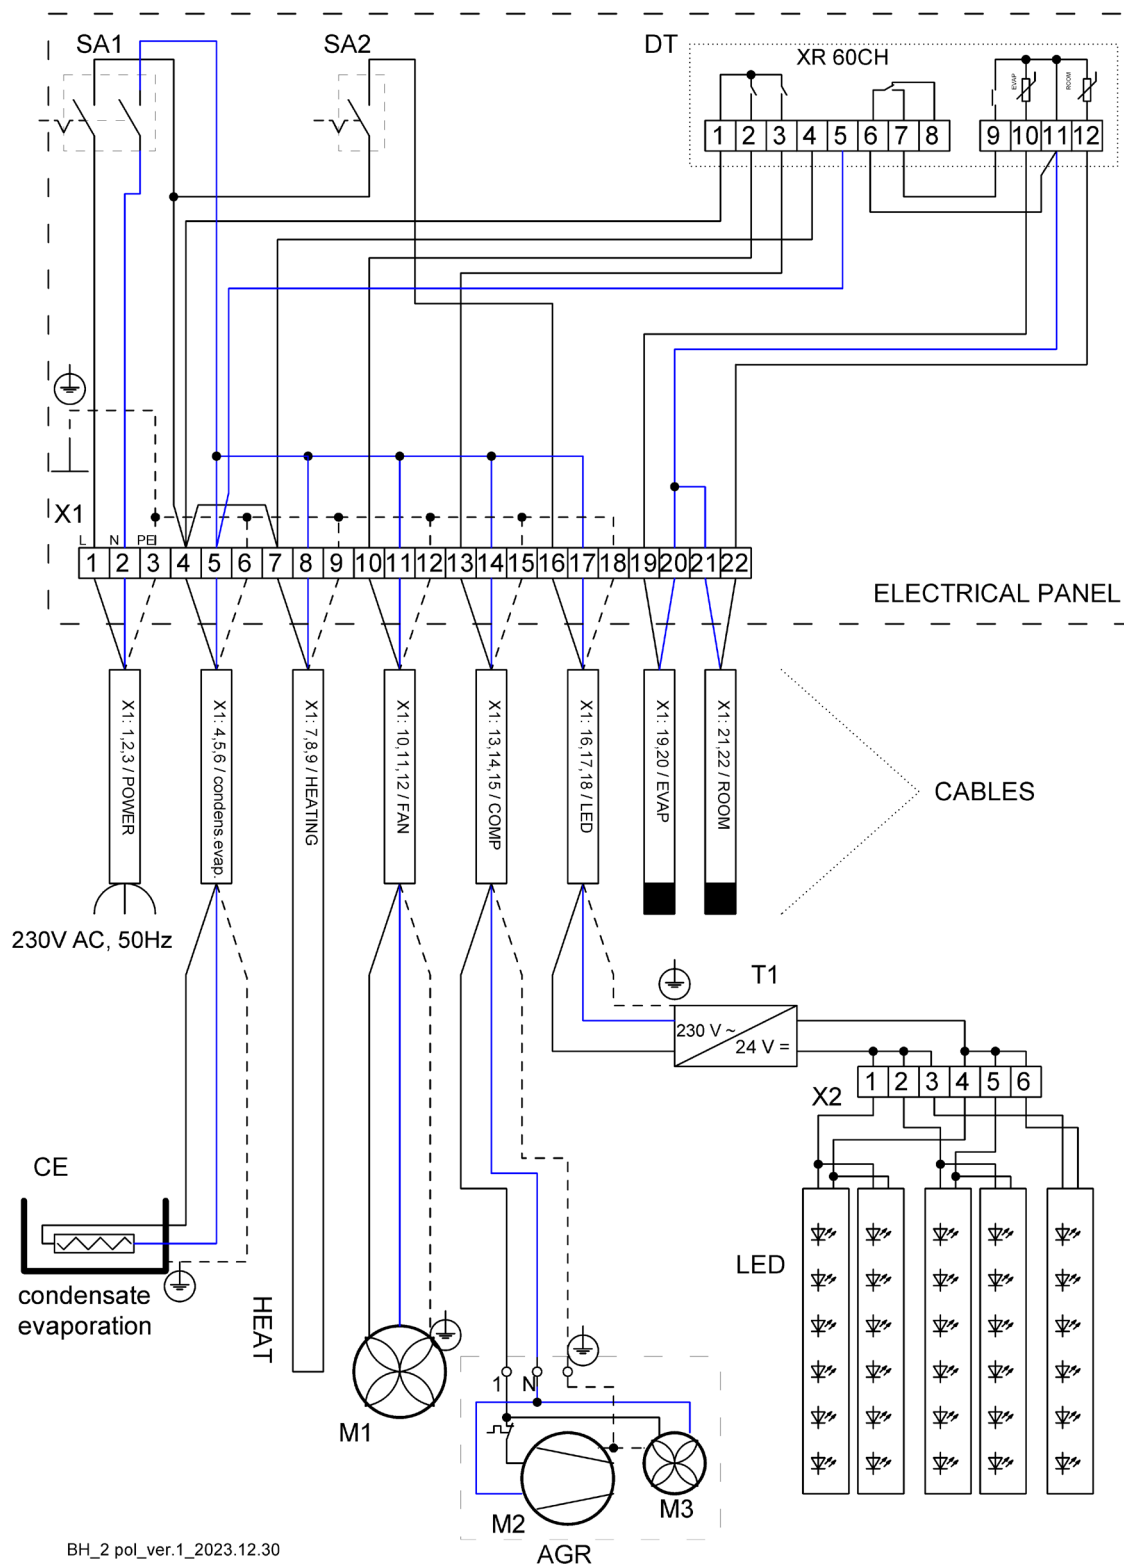 SA1
SA2
DT
XR 60CH
EVAP
ROOM
1 2 3 4 5 6 7 8
9 10 11 12
X1
L N PE
1 2 3 4 5 6 7 8 9 10 11 12 13 14 15 16 17 18 19 20 21 22
ELECTRICAL PANEL
X1: 1,2,3 / POWER
X1: 4,5,6 / condens.evap.
X1: 7,8,9 / HEATING
X1: 10,11,12 / FAN
X1: 13,14,15 / COMP
X1: 16,17,18 / LED
X1: 19,20 / EVAP
X1: 21,22 / ROOM
CABLES
230V AC, 50Hz
T1
230 V ~
24 V =
X2
1 2 3 4 5 6
CE
condensate
evaporation
HEAT
LED
M1
1 N
M2
M3
AGR
BH_2 pol_ver.1_2023.12.30